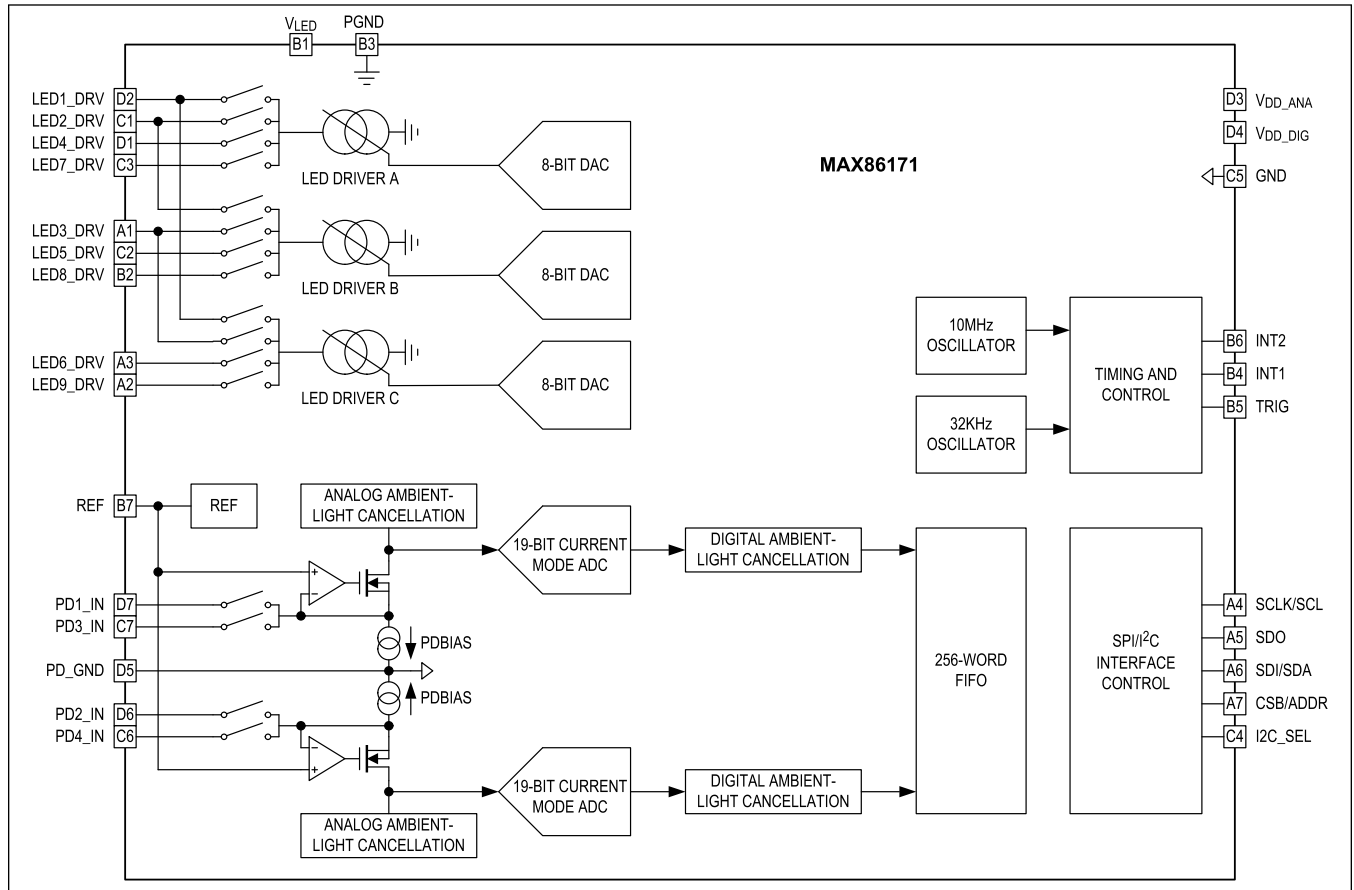 VLED
B1
PGND
B3
LED1_DRV D2
LED2_DRV C1
LED4_DRV D1
LED7_DRV C3
LED DRIVER A
8-BIT DAC
LED3_DRV A1
LED5_DRV C2
LED8_DRV B2
LED DRIVER B
8-BIT DAC
LED6_DRV A3
LED9_DRV A2
LED DRIVER C
8-BIT DAC
MAX86171
D3 VDD_ANA
D4 VDD_DIG
C5 GND
10MHz
OSCILLATOR
32KHz
OSCILLATOR
TIMING AND
CONTROL
B6 INT2
B4 INT1
B5 TRIG
REF B7
REF
ANALOG AMBIENT-
LIGHT CANCELLATION
+
−
19-BIT CURRENT
MODE ADC
DIGITAL AMBIENT-
LIGHT CANCELLATION
PD1_IN D7
PD3_IN C7
PDBIAS
PD_GND D5
PDBIAS
PD2_IN D6
PD4_IN C6
−
+
19-BIT CURRENT
MODE ADC
DIGITAL AMBIENT-
LIGHT CANCELLATION
ANALOG AMBIENT-
LIGHT CANCELLATION
256-WORD
FIFO
SPI/I2C
INTERFACE
CONTROL
A4 SCLK/SCL
A5 SDO
A6 SDI/SDA
A7 CSB/ADDR
C4 I2C_SEL